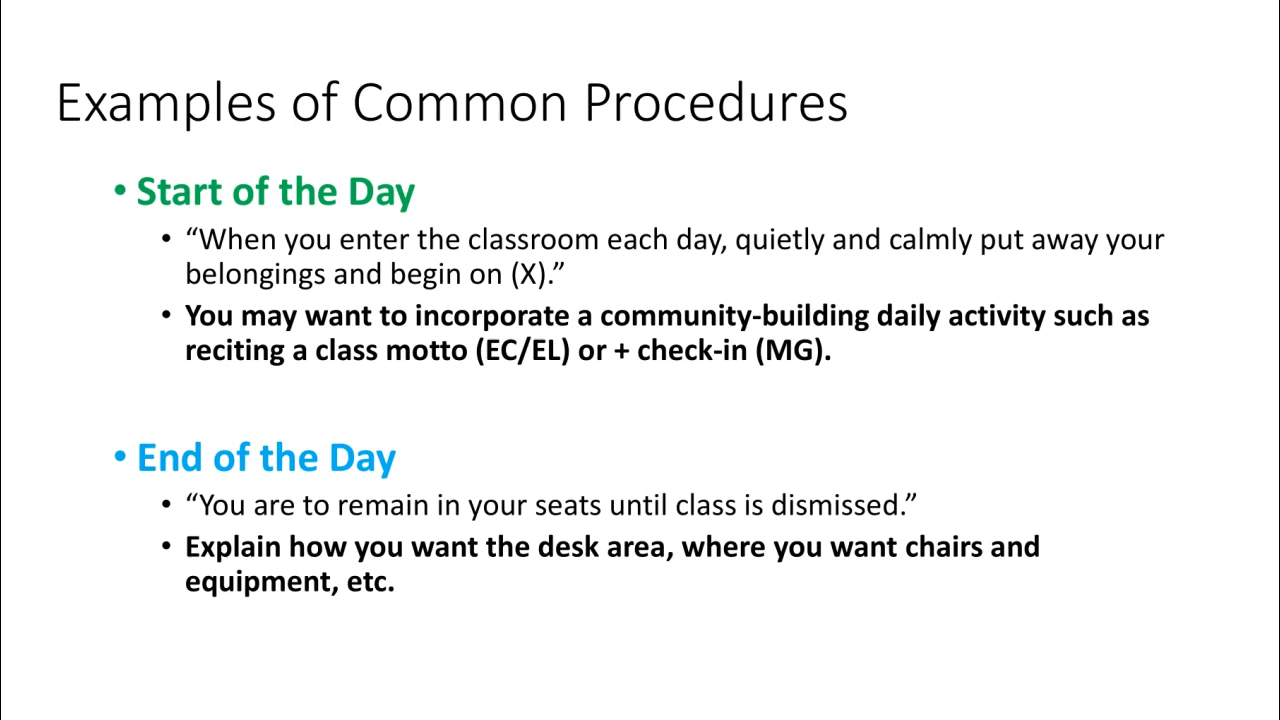 Examples of Common Procedures
• Start of the Day
• “When you enter the classroom each day, quietly and calmly put away your
belongings and begin on (X).”
• You may want to incorporate a community-building daily activity such as
reciting a class motto (EC/EL) or + check-in (MG).
• End of the Day
• “You are to remain in your seats until class is dismissed.”
• Explain how you want the desk area, where you want chairs and
equipment, etc.